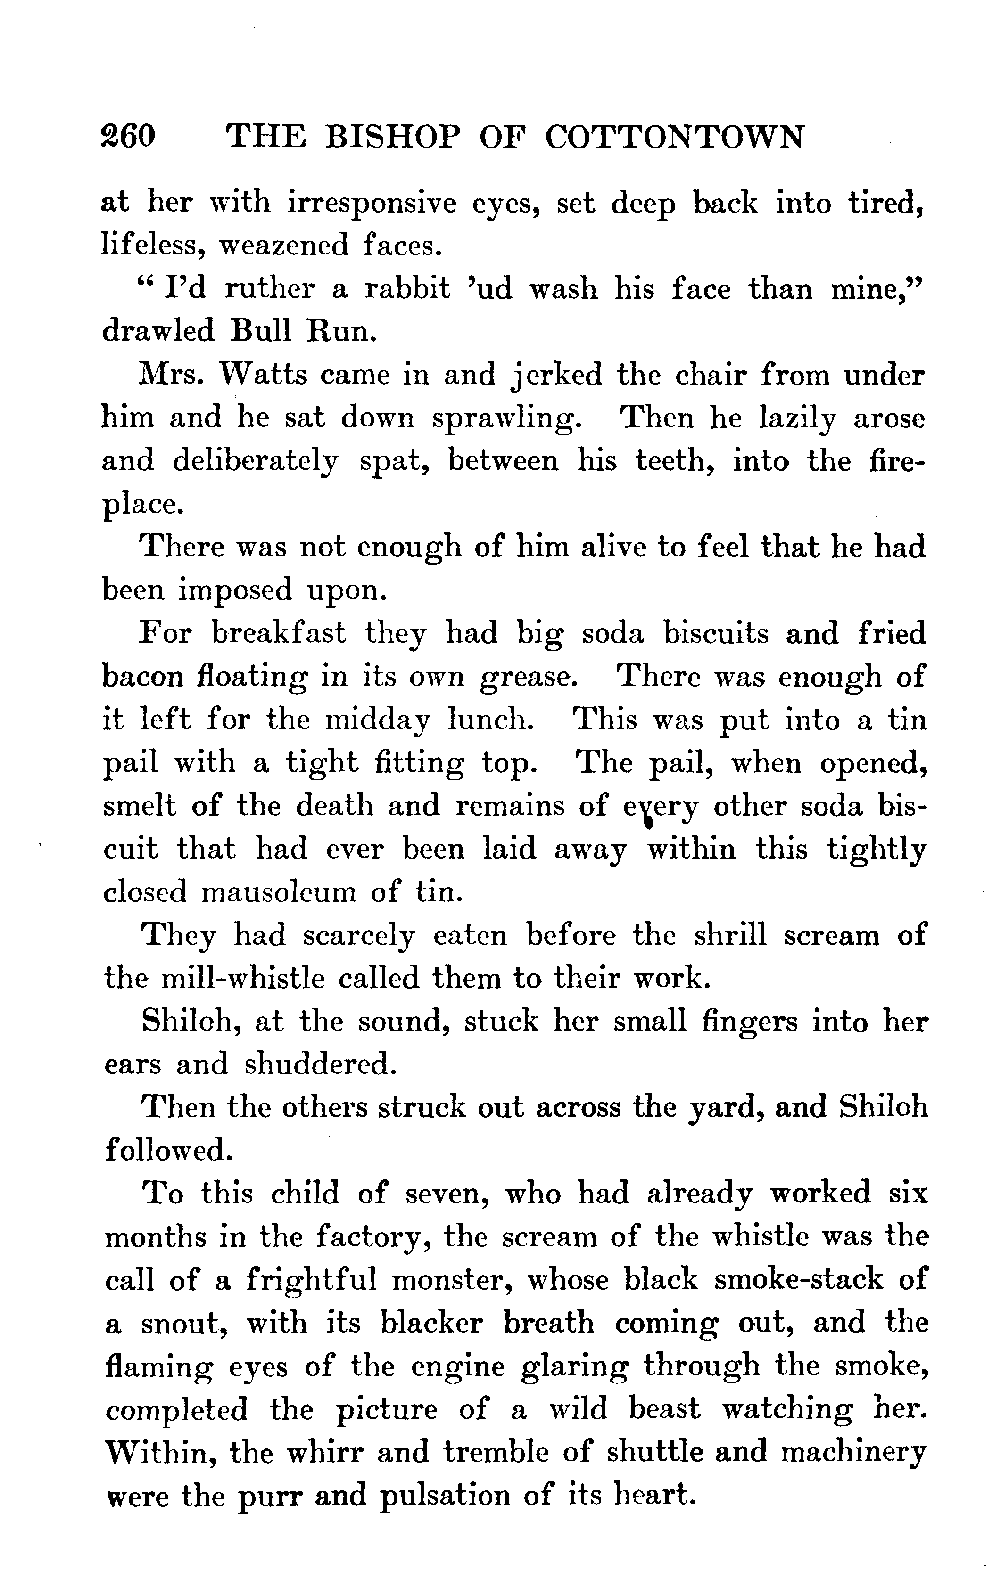 260 THE BISHOP OF COTTONTOWN
at her with irresponsive eyes, set deep back into tired,
lifeless, weazened faces.
“ I’d ruther a rabbit ’ud wash his face than mine,”
drawled Bull Run.
Mrs. Watts came in and jerked the chair from under
him and he sat down sprawling. Then he lazily arose
and deliberately spat, between his teeth, into the fire-
place.
There was not enough of him alive to feel that he had
been imposed upon.
For breakfast they had big soda biscuits and fried
bacon floating in its own grease. There was enough of
it left for the midday lunch. This was put into a tin
pail with a tight fitting top. The pail, when opened,
smelt of the death and remains of every other soda bis-
cuit that had ever been laid away within this tightly
closed mausoleum of tin.
They had scarcely eaten before the shrill scream of
the mill-whistle called them to their work.
Shiloh, at the sound, stuck her small fingers into her
ears and shuddered.
Then the others struck out across the yard, and Shiloh
followed.
To this child of seven, who had already worked six
months in the factory, the scream of the whistle was the
call of a frightful monster, whose black smoke-stack of
a snout, with its blacker breath coming out, and the
flaming eyes of the engine glaring through the smoke,
completed the picture of a wild beast watching her.
Within, the whirr and tremble of shuttle and machinery
were the purr and pulsation of its heart.